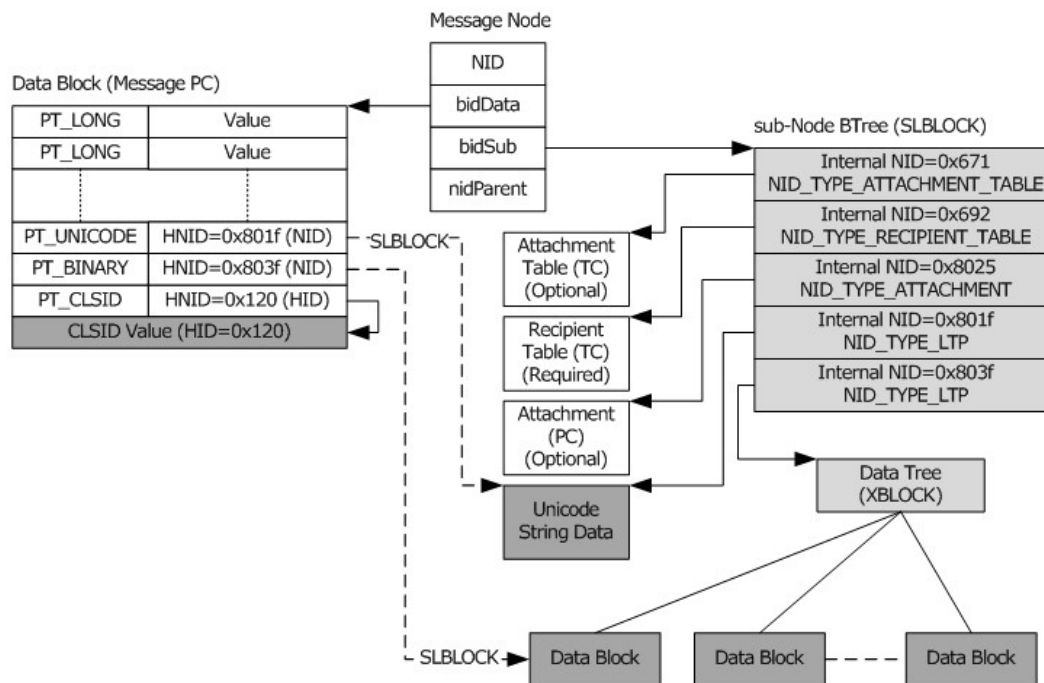 Message Node
NID
bidData
bidSub
nidParent
Data Block (Message PC)
PT_LONG Value
PT_LONG Value
PT_UNICODE HNID=0x801f (NID)
PT_BINARY HNID=0x803f (NID)
PT_CLSID HNID=0x120 (HID)
CLSID Value (HID=0x120)
SLBLOCK
sub-Node BTree (SLBLOCK)
Internal NID=0x671
NID_TYPE_ATTACHMENT_TABLE
Internal NID=0x692
NID_TYPE_RECIPIENT_TABLE
Internal NID=0x8025
NID_TYPE_ATTACHMENT
Internal NID=0x801f
NID_TYPE_LTP
Internal NID=0x803f
NID_TYPE_LTP
Attachment
Table (TC)
(Optional)
Recipient
Table (TC)
(Required)
Attachment
(PC)
(Optional)
Unicode
String Data
Data Tree
(XBLOCK)
SLBLOCK
Data Block
Data Block
Data Block